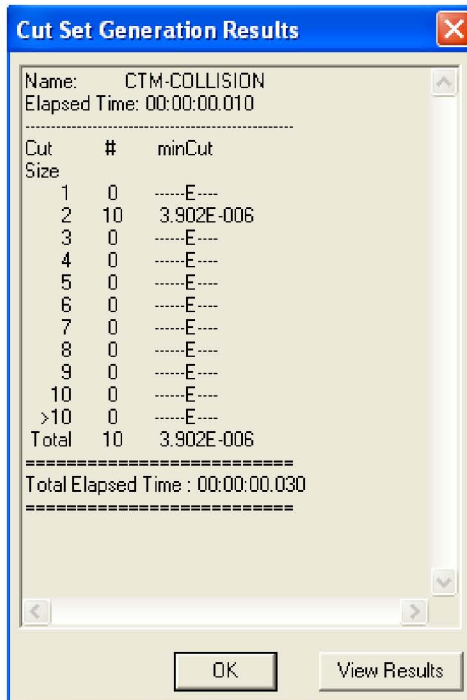 Cut Set Generation Results
Name: CTM-COLLISION
Elapsed Time: 00:00:00.010
--------------------------------------------------
Cut # minCut
Size
1 0 ------E----
2 10 3.902E-006
3 0 ------E----
4 0 ------E----
5 0 ------E----
6 0 ------E----
7 0 ------E----
8 0 ------E----
9 0 ------E----
10 0 ------E----
>10 0 ------E----
Total 10 3.902E-006
===========================
Total Elapsed Time : 00:00:00.030
===========================
OK View Results